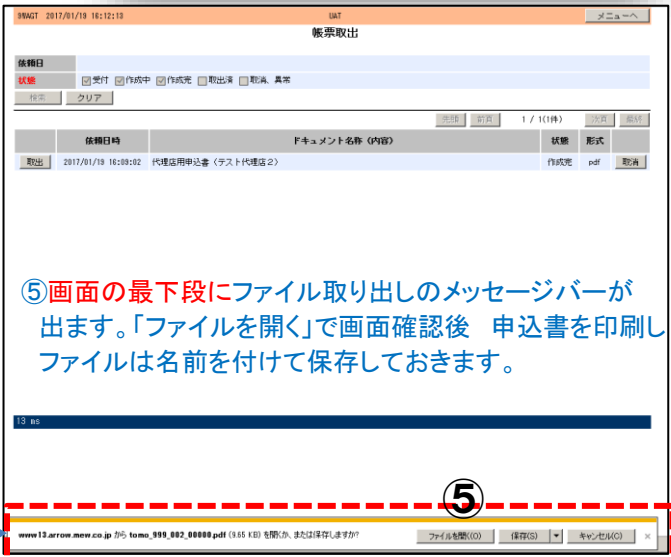 9WAGT 2017/01/19 16:12:13 UAT メニューへ
帳票取出
依頼日
状態 受付 作成中 作成完 取出済 取消、異常
検索 クリア
先頭 前頁 1 / 1(1件) 次頁 最終
依頼日時 ドキュメント名称 (内容) 状態 形式
取出 2017/01/19 16:09:02 代理店用申込書 (テスト代理店2) 作成完 pdf 取消
⑤画面の最下段にファイル取り出しのメッセージバーが
出ます。「ファイルを開く」で画面確認後 申込書を印刷し
ファイルは名前を付けて保存しておきます。
13 ms
⑤
www13.arrow.mew.co.jp から tomo_999_002_00000.pdf (9.65 KB) を開くか、または保存しますか? ファイルを開く(O) 保存(S) キャンセル(C) ×